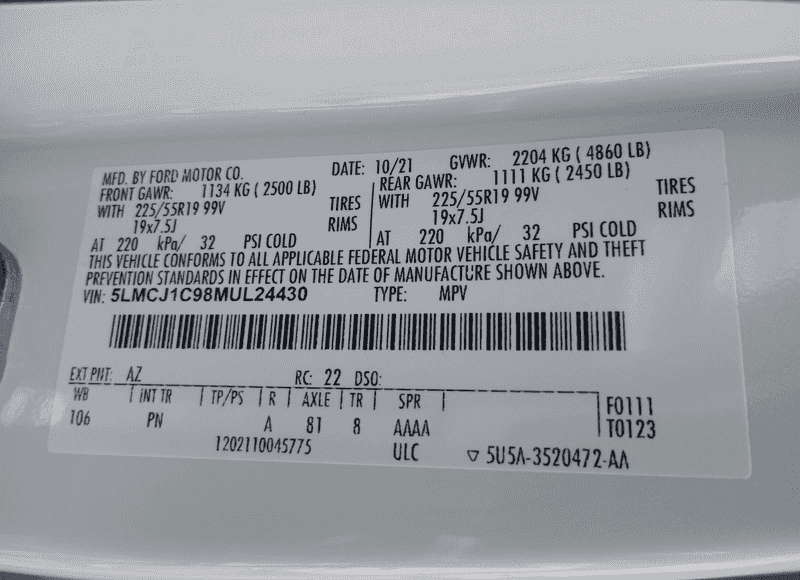 MFD. BY FORD MOTOR CO. DATE: 10/21 GVWR: 2204 KG ( 4860 LB)
FRONT GAWR: 1134 KG ( 2500 LB) REAR GAWR: 1111 KG ( 2450 LB)
WITH 225/55R19 99V TIRES WITH 225/55R19 99V TIRES
19x7.5J RIMS 19x7.5J RIMS
AT 220 kPa/ 32 PSI COLD AT 220 kPa/ 32 PSI COLD
THIS VEHICLE CONFORMS TO ALL APPLICABLE FEDERAL MOTOR VEHICLE SAFETY AND THEFT
PREVENTION STANDARDS IN EFFECT ON THE DATE OF MANUFACTURE SHOWN ABOVE.
VIN: 5LMCJ1C98MUL24430 TYPE: MPV
EXT PNT: AZ RC: 22 DSO:
WB INT TR TP/PS R AXLE TR SPR F0111
106 PN A 81 8 AAAA T0123
1202110045775 ULC ▽ 5U5A-3520472-AA